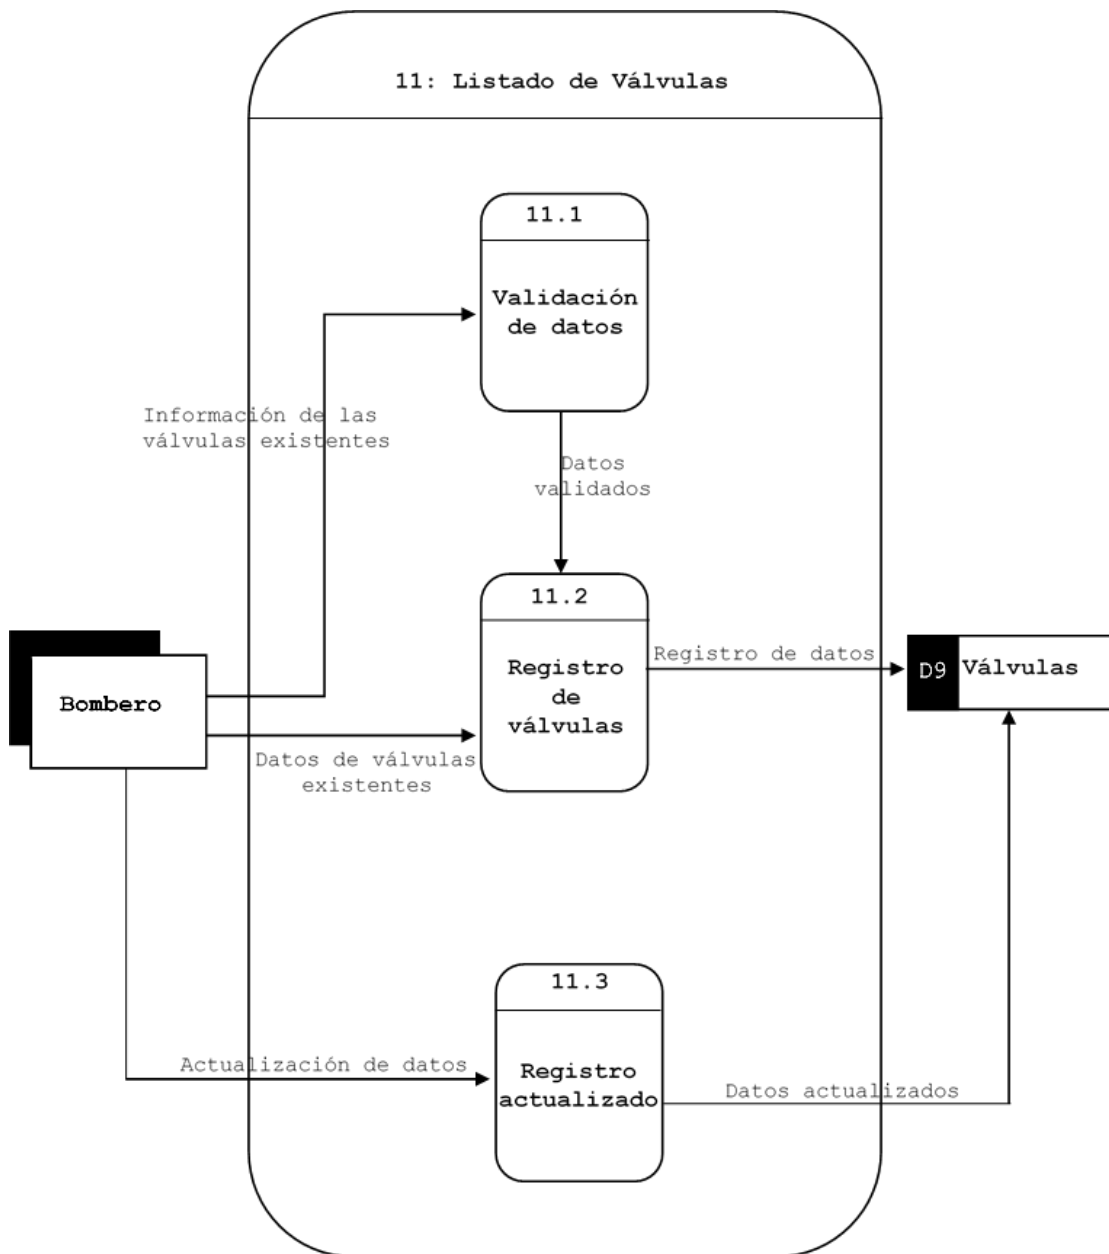 11: Listado de Válvulas
11.1
Validación
de datos
Información de las
válvulas existentes
Datos
validados
11.2
Registro
de
válvulas
Registro de datos
D9
Válvulas
Bombero
Datos de válvulas
existentes
11.3
Registro
actualizado
Actualización de datos
Datos actualizados